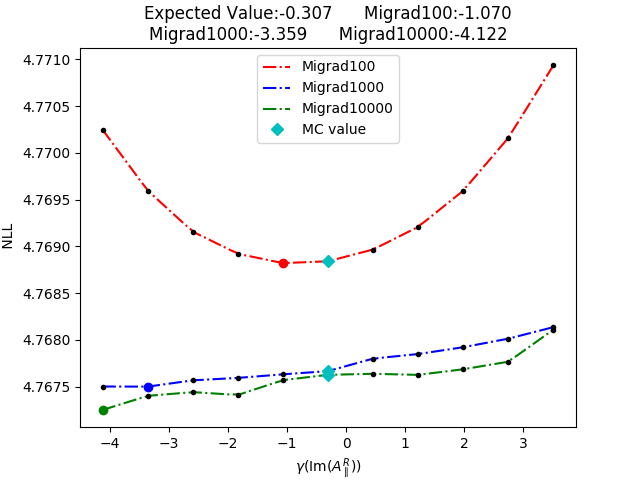 Expected Value:-0.307 Migrad100:-1.070
Migrad1000:-3.359 Migrad10000:-4.122
Migrad100
Migrad1000
Migrad10000
MC value
NLL
4.7710
4.7705
4.7700
4.7695
4.7690
4.7685
4.7680
4.7675
−4 −3 −2 −1 0 1 2 3
γ(Im(A^R_∥))